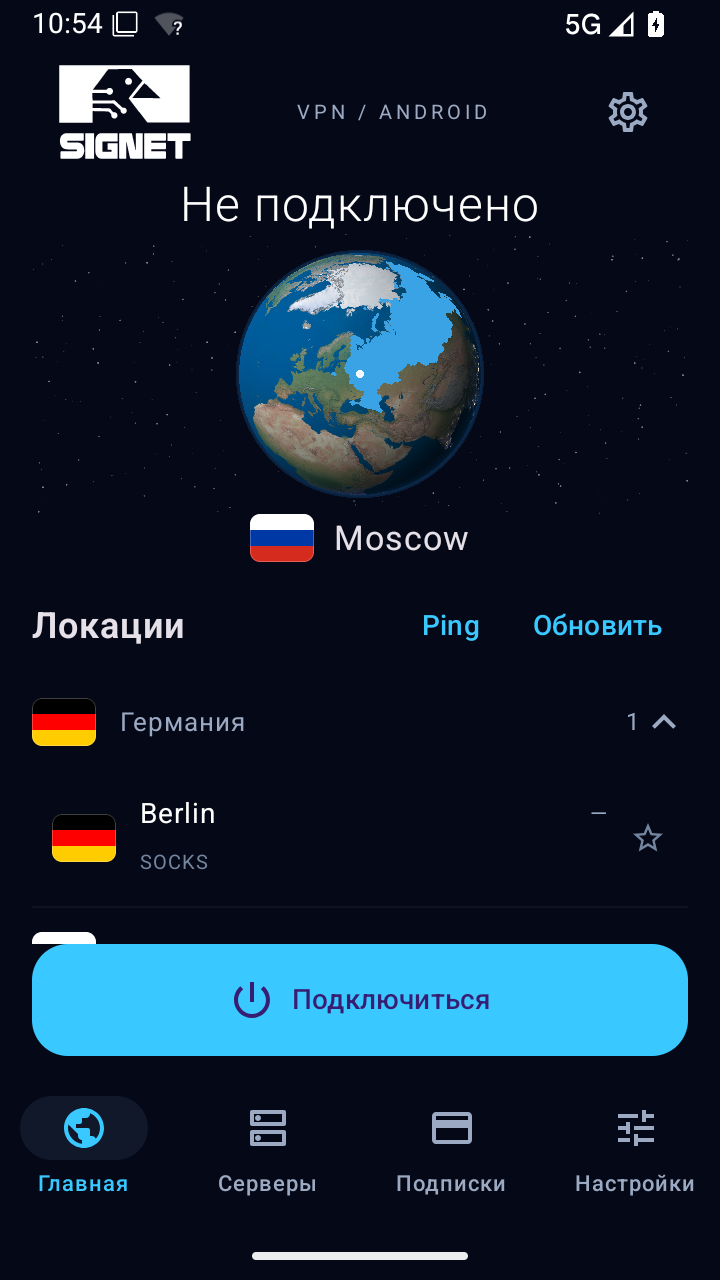 10:54 5G
SIGNET
VPN / ANDROID
Не подключено
Moscow
Локации Ping Обновить
Германия 1
Berlin –
SOCKS
Подключиться
Главная Серверы Подписки Настройки